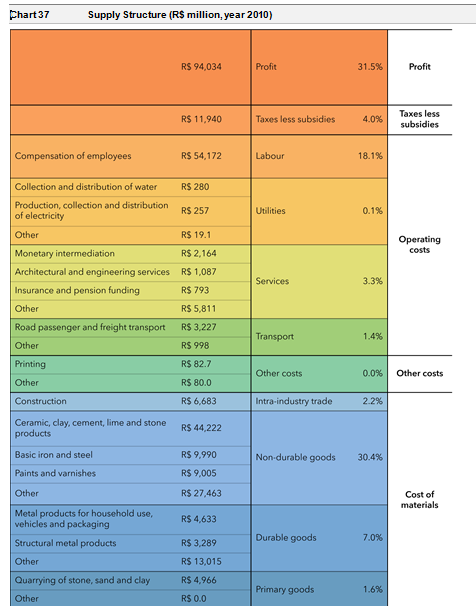 Chart 37 Supply Structure (R$ million, year 2010)
R$ 94,034 Profit 31.5% Profit
R$ 11,940 Taxes less subsidies 4.0% Taxes less
subsidies
Compensation of employees R$ 54,172 Labour 18.1%
Collection and distribution of water R$ 280
Production, collection and distribution
of electricity R$ 257 Utilities 0.1%
Other R$ 19.1
Operating
costs
Monetary intermediation R$ 2,164
Architectural and engineering services R$ 1,087
Services 3.3%
Insurance and pension funding R$ 793
Other R$ 5,811
Road passenger and freight transport R$ 3,227
Transport 1.4%
Other R$ 998
Printing R$ 82.7
Other costs 0.0% Other costs
Other R$ 80.0
Construction R$ 6,683 Intra-industry trade 2.2%
Ceramic, clay, cement, lime and stone
products R$ 44,222
Basic iron and steel R$ 9,990 Non-durable goods 30.4%
Paints and varnishes R$ 9,005
Other R$ 27,463
Cost of
materials
Metal products for household use,
vehicles and packaging R$ 4,633
Structural metal products R$ 3,289 Durable goods 7.0%
Other R$ 13,015
Quarrying of stone, sand and clay R$ 4,966
Primary goods 1.6%
Other R$ 0.0